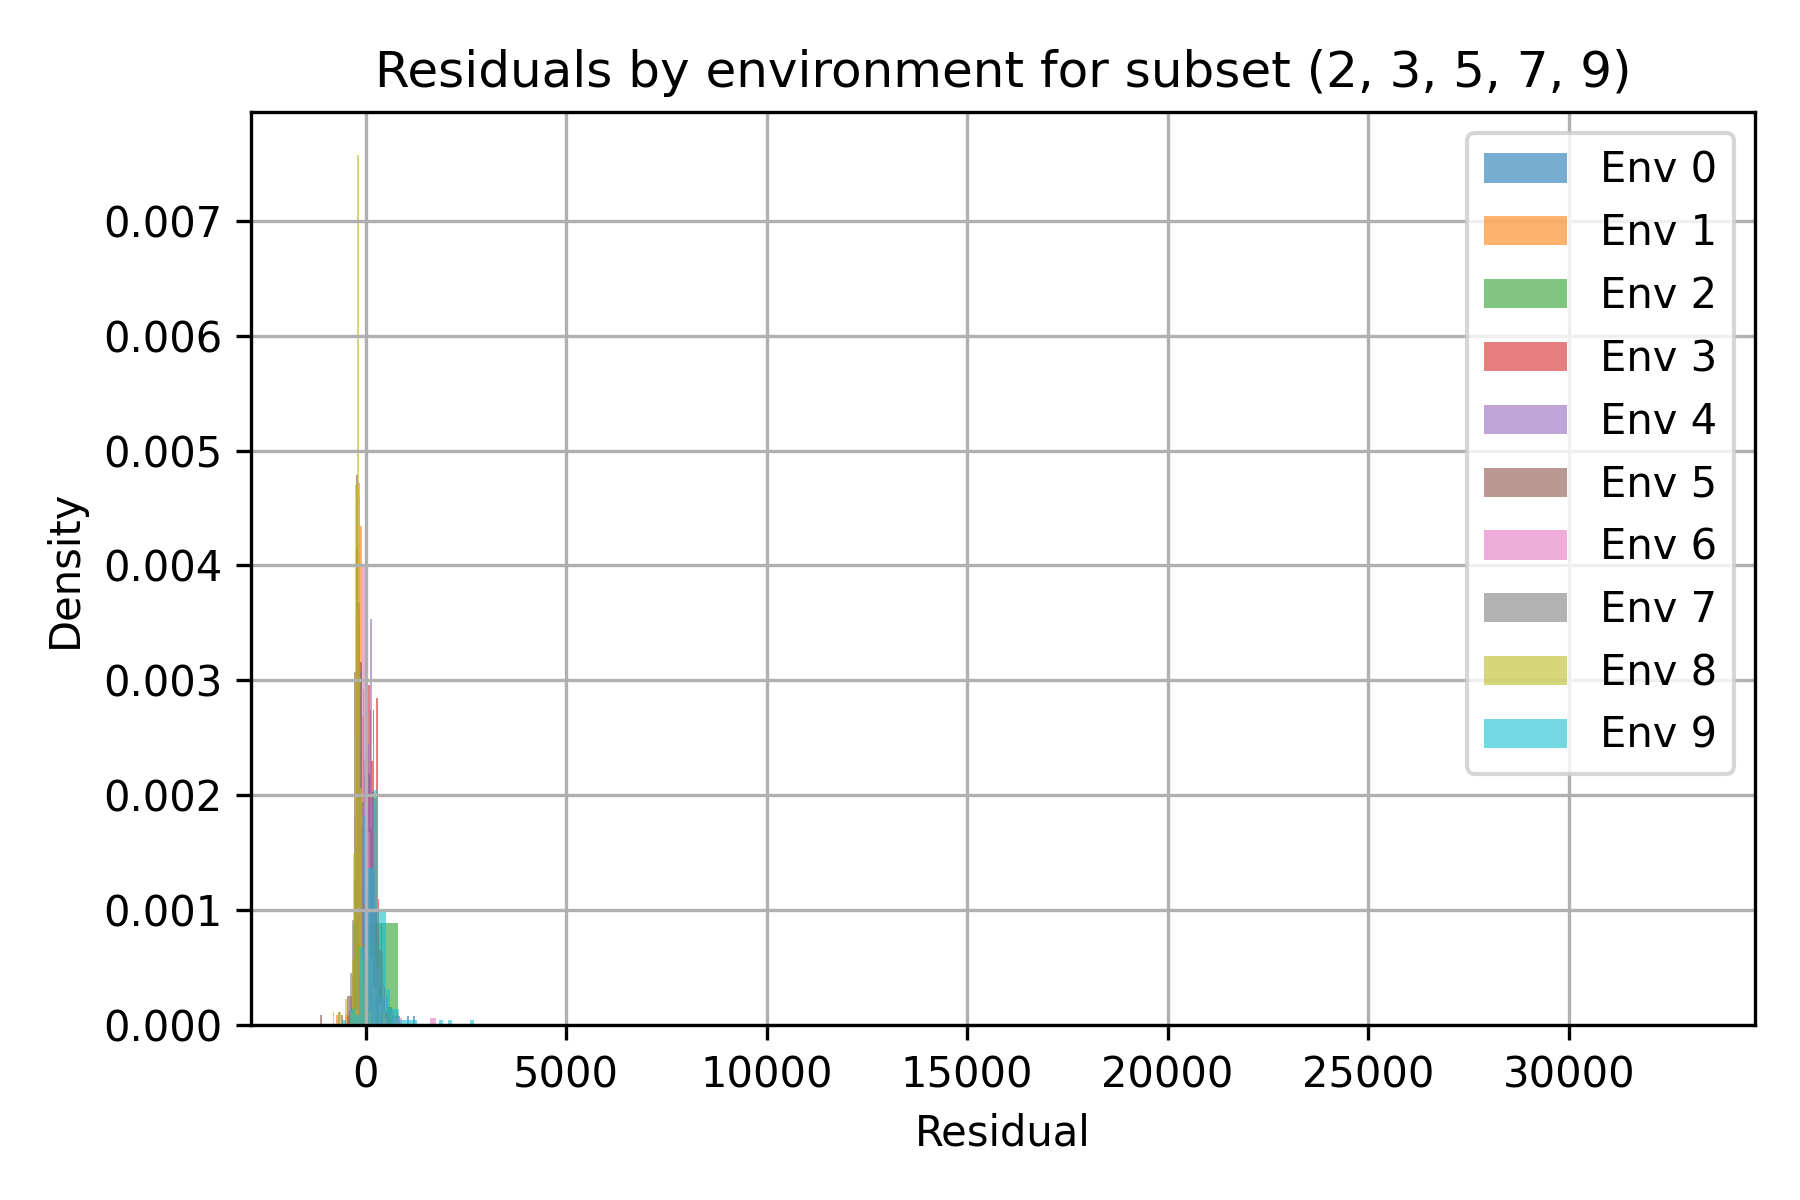 Residuals by environment for subset (2, 3, 5, 7, 9)
Density
0.007
0.006
0.005
0.004
0.003
0.002
0.001
0.000
0
5000
10000
15000
20000
25000
30000
Residual
Env 0
Env 1
Env 2
Env 3
Env 4
Env 5
Env 6
Env 7
Env 8
Env 9